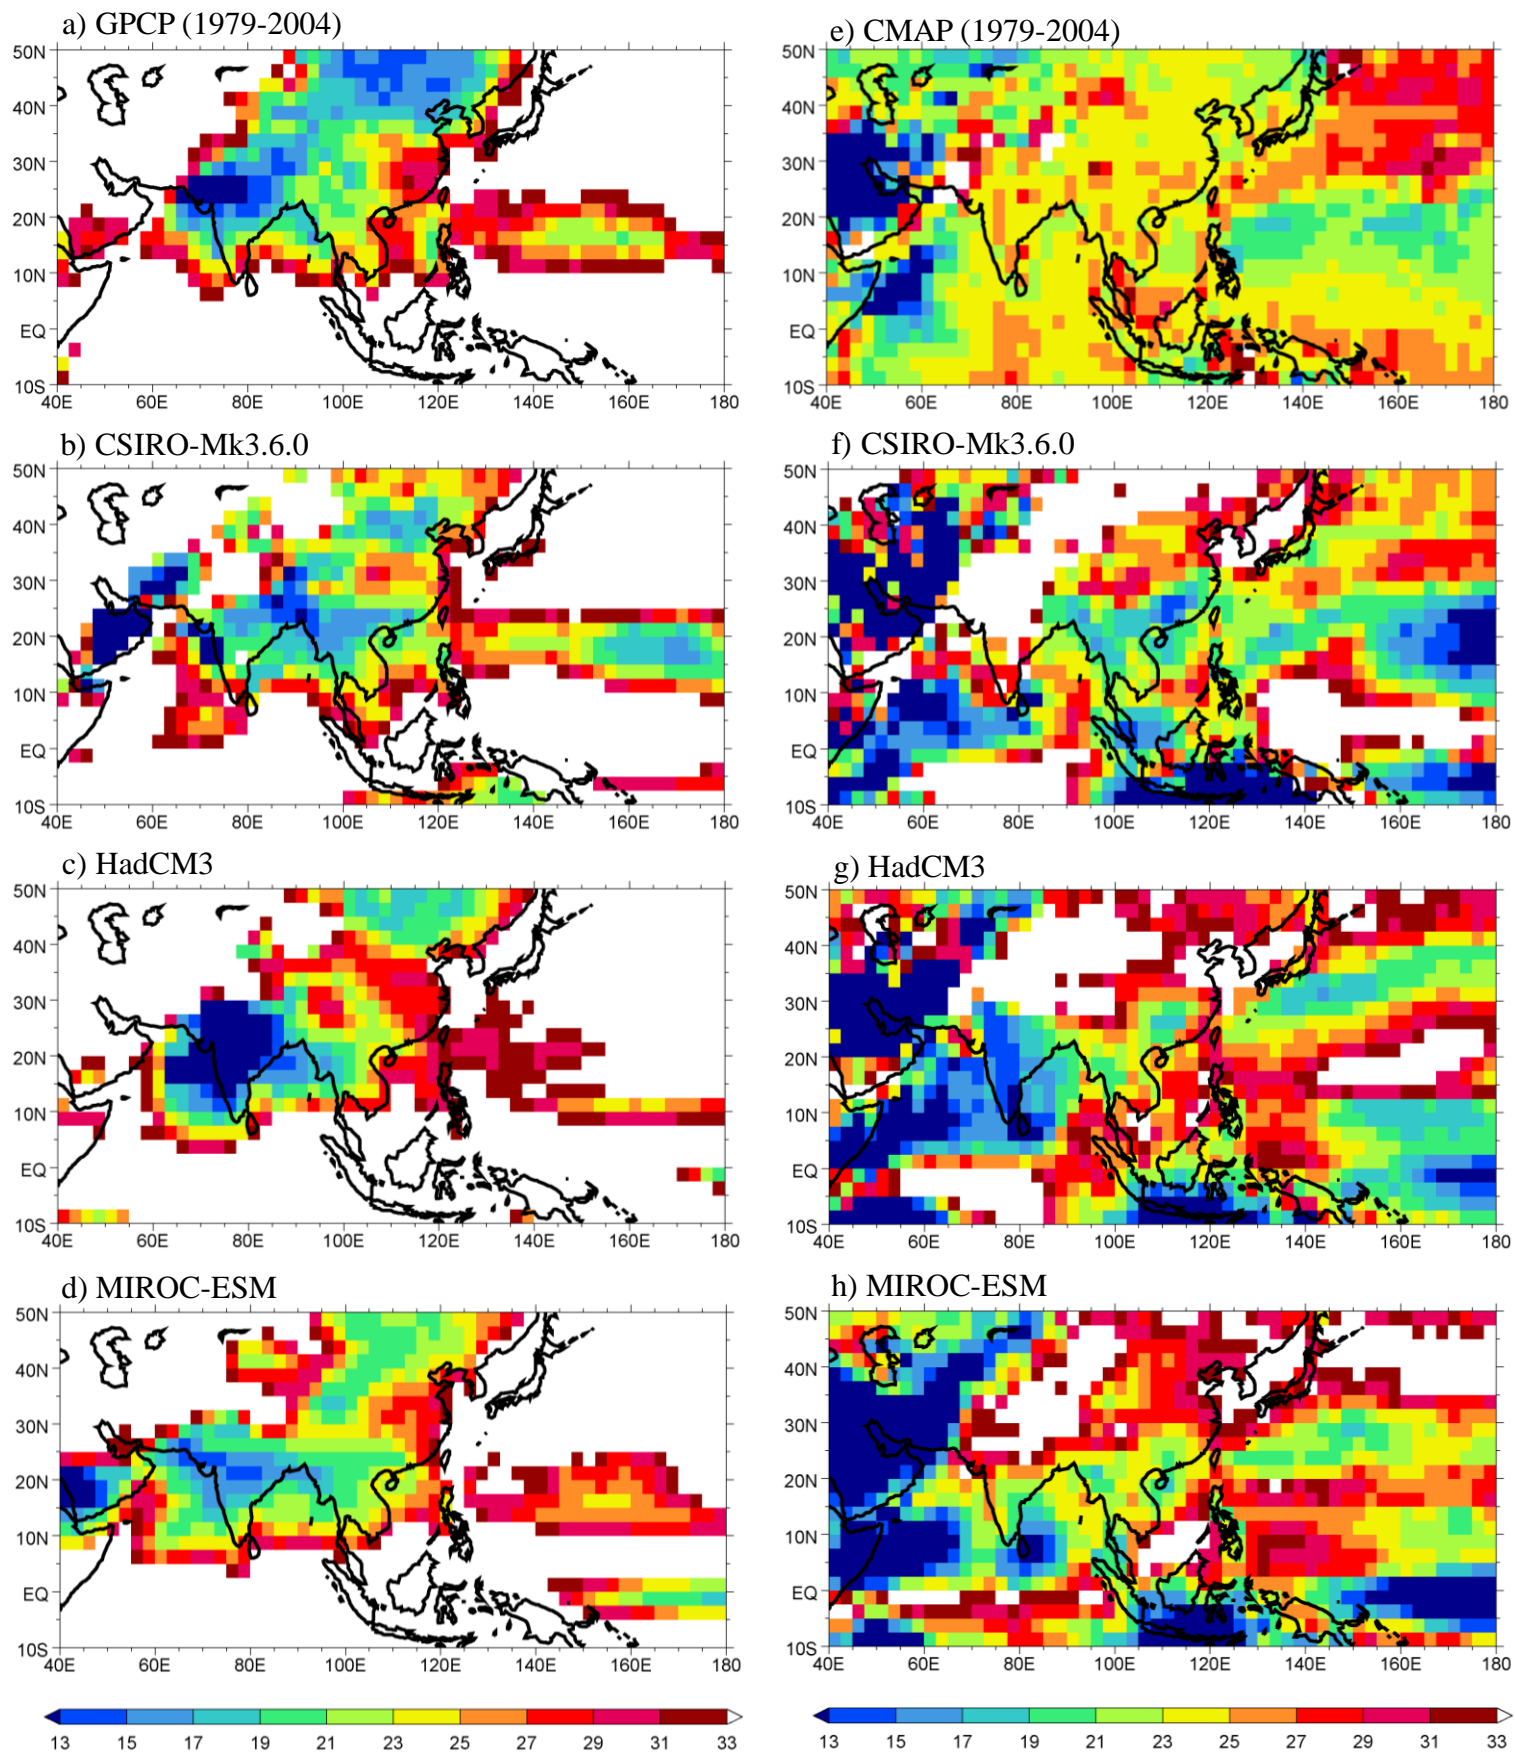 a) GPCP (1979-2004)
50N
40N
30N
20N
10N
EQ
10S
40E 60E 80E 100E 120E 140E 160E 180
b) CSIRO-Mk3.6.0
50N
40N
30N
20N
10N
EQ
10S
40E 60E 80E 100E 120E 140E 160E 180
c) HadCM3
50N
40N
30N
20N
10N
EQ
10S
40E 60E 80E 100E 120E 140E 160E 180
d) MIROC-ESM
50N
40N
30N
20N
10N
EQ
10S
40E 60E 80E 100E 120E 140E 160E 180
13 15 17 19 21 23 25 27 29 31 33
e) CMAP (1979-2004)
50N
40N
30N
20N
10N
EQ
10S
40E 60E 80E 100E 120E 140E 160E 180
f) CSIRO-Mk3.6.0
50N
40N
30N
20N
10N
EQ
10S
40E 60E 80E 100E 120E 140E 160E 180
g) HadCM3
50N
40N
30N
20N
10N
EQ
10S
40E 60E 80E 100E 120E 140E 160E 180
h) MIROC-ESM
50N
40N
30N
20N
10N
EQ
10S
40E 60E 80E 100E 120E 140E 160E 180
13 15 17 19 21 23 25 27 29 31 33